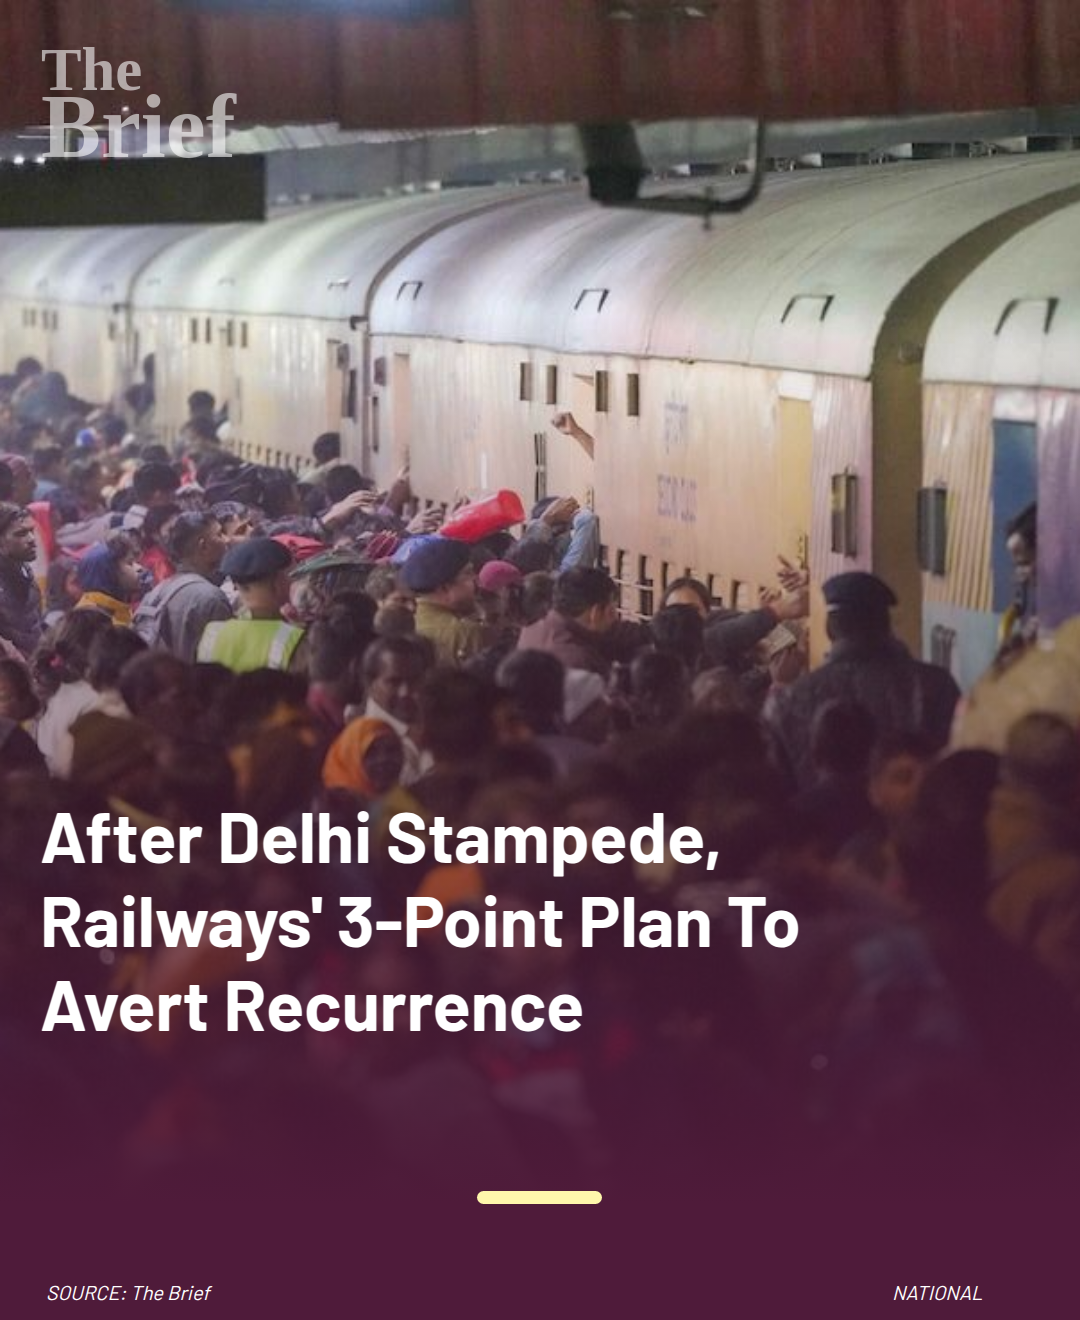 The
Brief
After Delhi Stampede,
Railways' 3-Point Plan To
Avert Recurrence
SOURCE: The Brief
NATIONAL